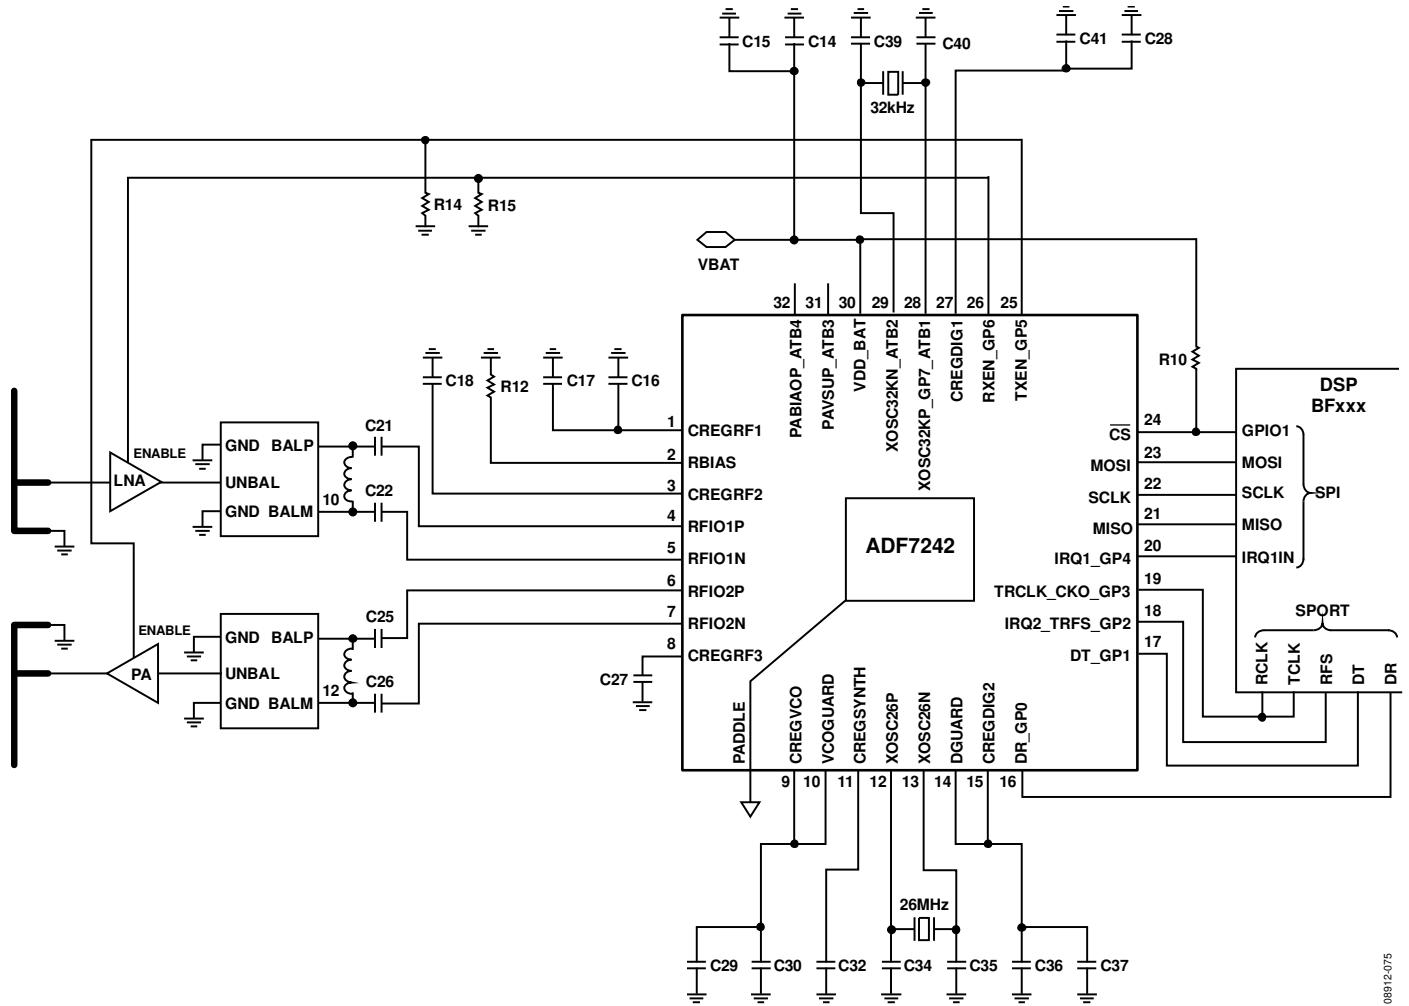 C15
C14
C39
C40
C41
C28
32kHz
R14
R15
VBAT
32
31
30
29
28
27
26
25
PABIAOP_ATB4
PAVSUP_ATB3
VDD_BAT
XOSC32KN_ATB2
XOSC32KP_GP7_ATB1
CREGDIG1
RXEN_GP6
TXEN_GP5
R10
C18
R12
C17
C16
DSP
BFxxx
1
CREGRF1
2
RBIAS
3
CREGRF2
4
RFIO1P
5
RFIO1N
6
RFIO2P
7
RFIO2N
8
CREGRF3
CS
24
GPIO1
MOSI
23
MOSI
SCLK
22
SCLK
SPI
MISO
21
MISO
IRQ1_GP4
20
IRQ1IN
TRCLK_CKO_GP3
19
IRQ2_TRFS_GP2
18
DT_GP1
17
SPORT
RCLK
TCLK
RFS
DT
DR
ADF7242
ENABLE
LNA
GND BALP
UNBAL
GND BALM
10
C21
C22
ENABLE
PA
GND BALP
UNBAL
GND BALM
12
C25
C26
C27
PADDLE
CREGVCO
VCOGUARD
CREGSYNTH
XOSC26P
XOSC26N
DGUARD
CREGDIG2
DR_GP0
9
10
11
12
13
14
15
16
26MHz
C29
C30
C32
C34
C35
C36
C37
08912-075